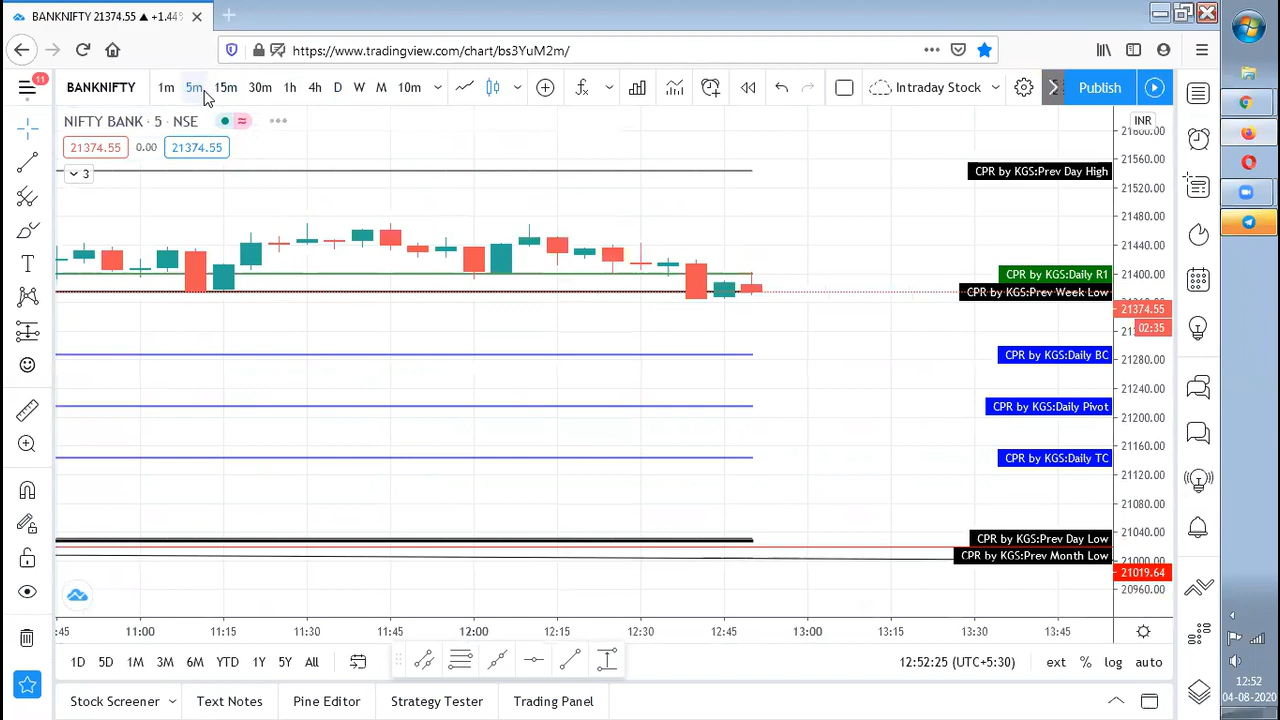 BANKNIFTY 21374.55 ▲ +1.44%
https://www.tradingview.com/chart/bs3YuM2m/
11
BANKNIFTY 1m 5m 15m 30m 1h 4h D W M 10m Intraday Stock Publish
NIFTY BANK · 5 · NSE
21374.55 0.00 21374.55
3
INR
21600.00
21560.00
21520.00
21480.00
21440.00
21400.00
21374.55
02:35
21280.00
21240.00
21200.00
21160.00
21120.00
21080.00
21040.00
21000.00
21019.64
20960.00
CPR by KGS:Prev Day High
CPR by KGS:Daily R1
CPR by KGS:Prev Week Low
CPR by KGS:Daily BC
CPR by KGS:Daily Pivot
CPR by KGS:Daily TC
CPR by KGS:Prev Day Low
CPR by KGS:Prev Month Low
:45 11:00 11:15 11:30 11:45 12:00 12:15 12:30 12:45 13:00 13:15 13:30 13:45
1D 5D 1M 3M 6M YTD 1Y 5Y All 12:52:25 (UTC+5:30) ext % log auto
Stock Screener Text Notes Pine Editor Strategy Tester Trading Panel
12:52
04-08-2020